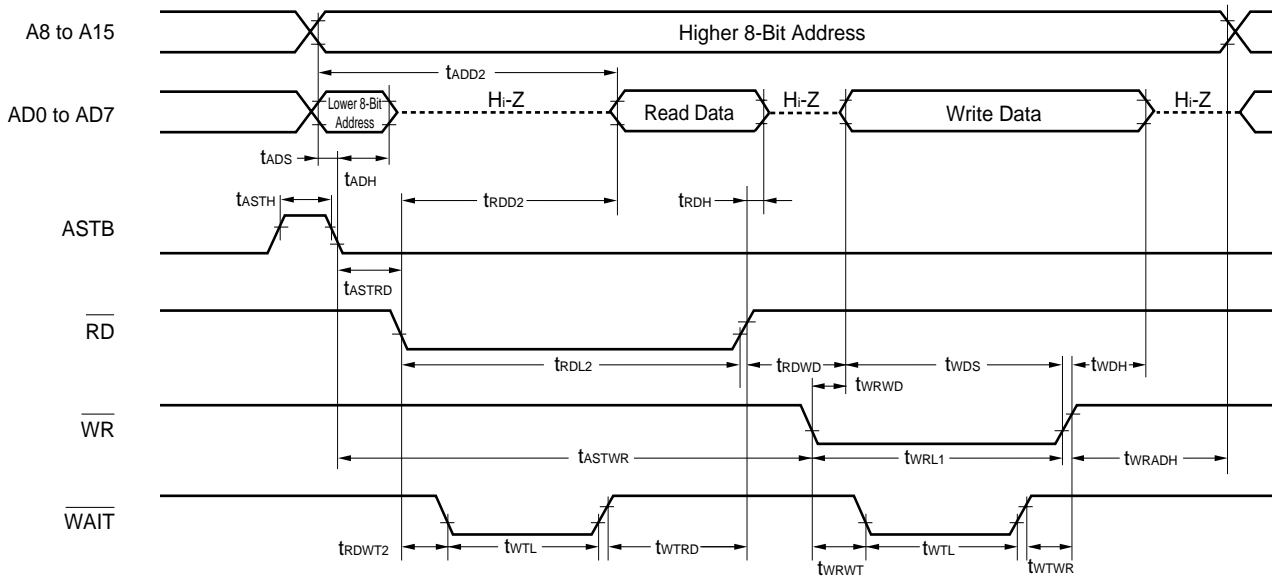 A8 to A15
Higher 8-Bit Address
tADD2
AD0 to AD7
Lower 8-Bit
Address
Hi-Z
Read Data
Hi-Z
Write Data
Hi-Z
tADS
tADH
tASTH
tRDD2
tRDH
ASTB
tASTRD
RD
tRDL2
tRDWD
tWDS
tWDH
tWRWD
WR
tASTWR
tWRL1
tWRADH
WAIT
tRDWT2
tWTL
tWTRD
tWRWT
tWTL
tWTWR